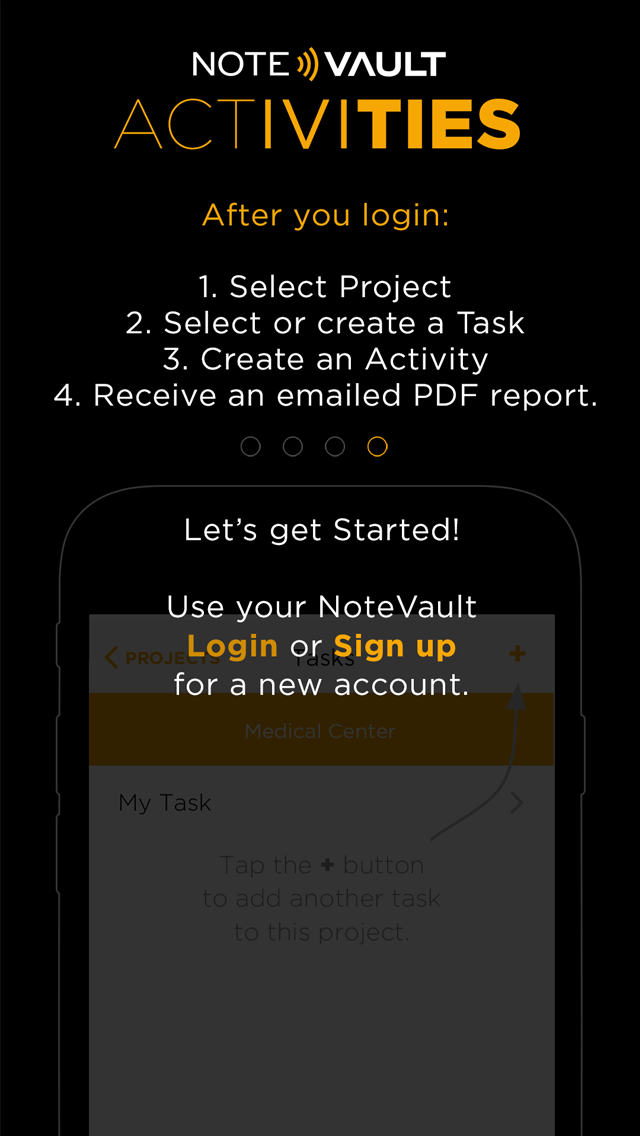 NOTE VAULT
ACTIVITIES
After you login:
1. Select Project
2. Select or create a Task
3. Create an Activity
4. Receive an emailed PDF report.
Let’s get Started!
Use your NoteVault
Login or Sign up
for a new account.
PROJECTS Tasks +
Medical Center
My Task
Tap the + button
to add another task
to this project.